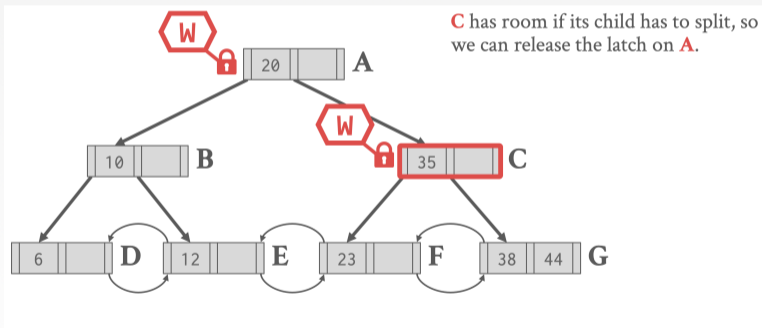 C has room if its child has to split, so
we can release the latch on A.
W
20
A
W
10
B
35
C
6
D
12
E
23
F
38 44
G